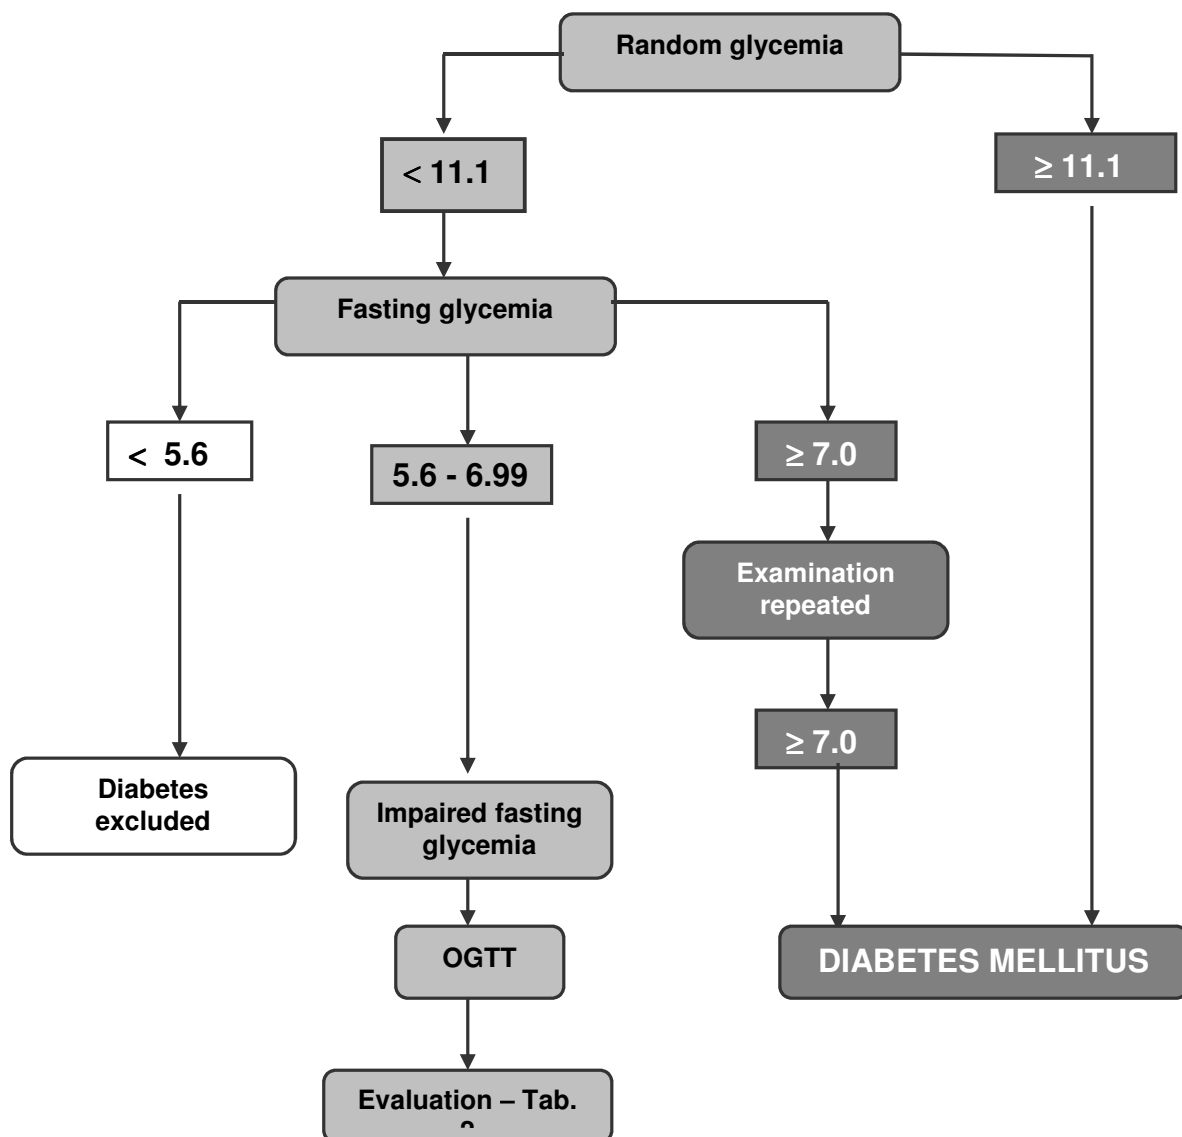 Random glycemia
< 11.1
≥ 11.1
Fasting glycemia
< 5.6
5.6 - 6.99
≥ 7.0
Examination
repeated
≥ 7.0
Diabetes
excluded
Impaired fasting
glycemia
OGTT
DIABETES MELLITUS
Evaluation – Tab.